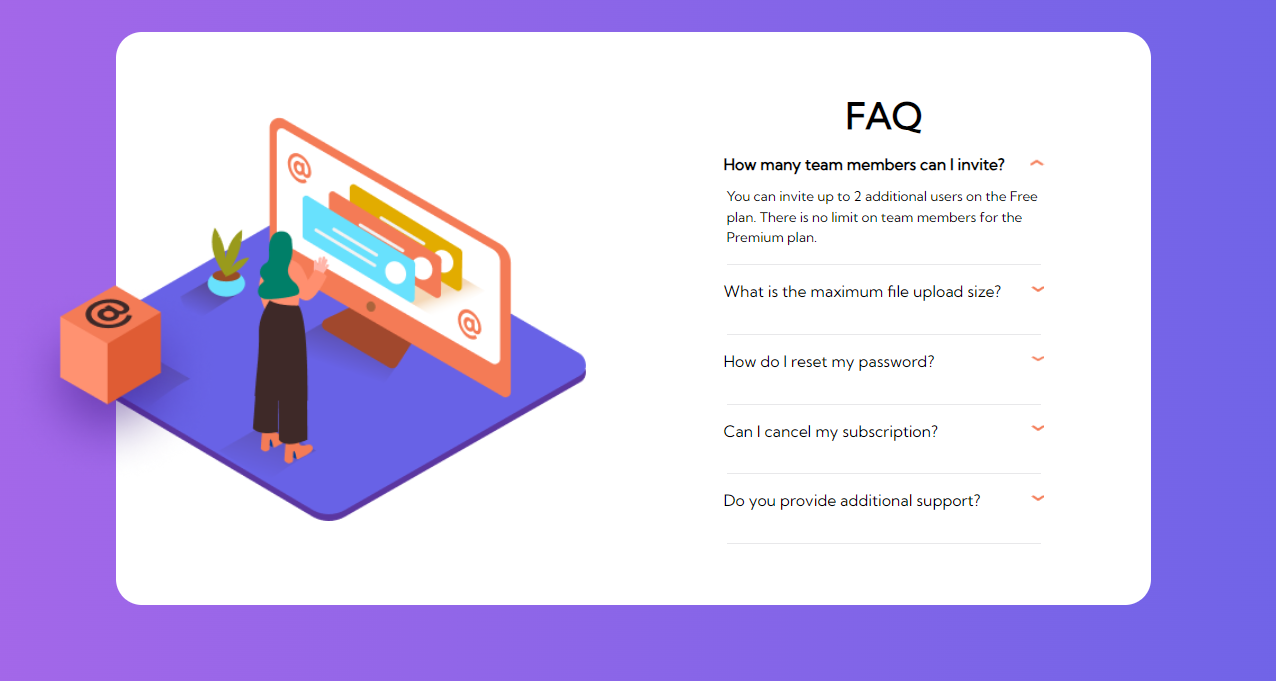 FAQ
How many team members can I invite?
You can invite up to 2 additional users on the Free
plan. There is no limit on team members for the
Premium plan.
What is the maximum file upload size?
How do I reset my password?
Can I cancel my subscription?
Do you provide additional support?
@
@
@